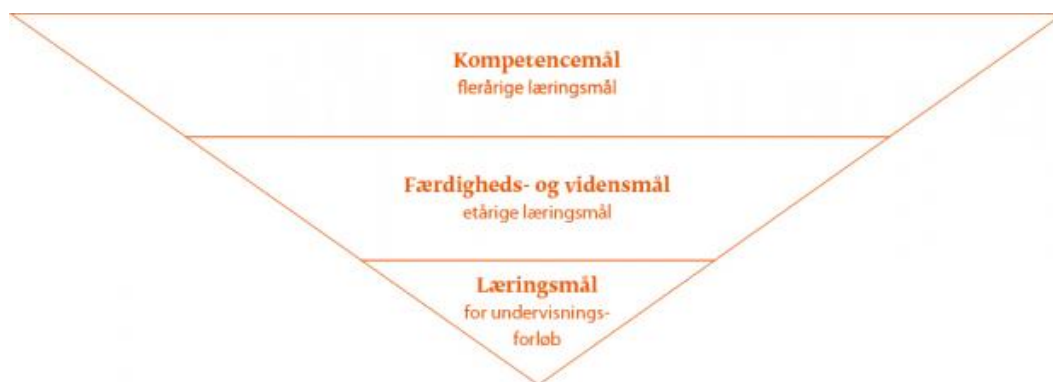 Kompetencemål
flerårige læringsmål
Færdigheds- og vidensmål
etårige læringsmål
Læringsmål
for undervisnings-
forløb